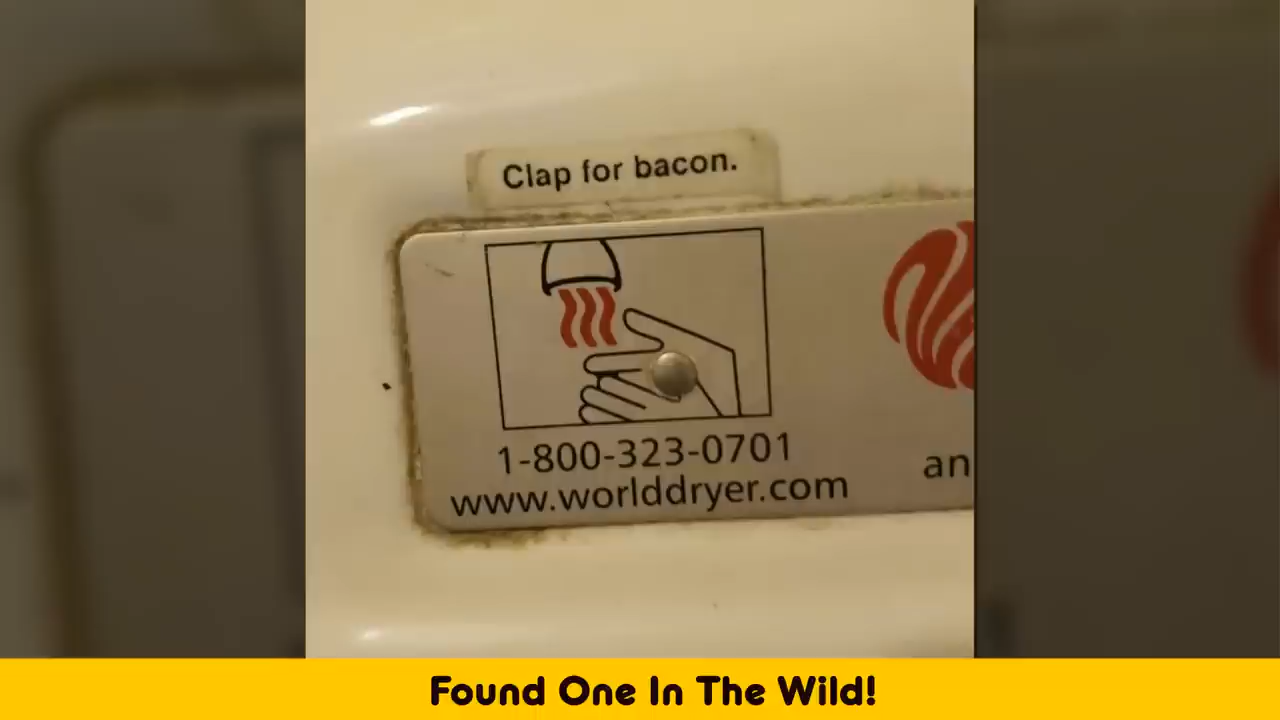 Clap for bacon.
1-800-323-0701
www.worlddryer.com
an
Found One In The Wild!